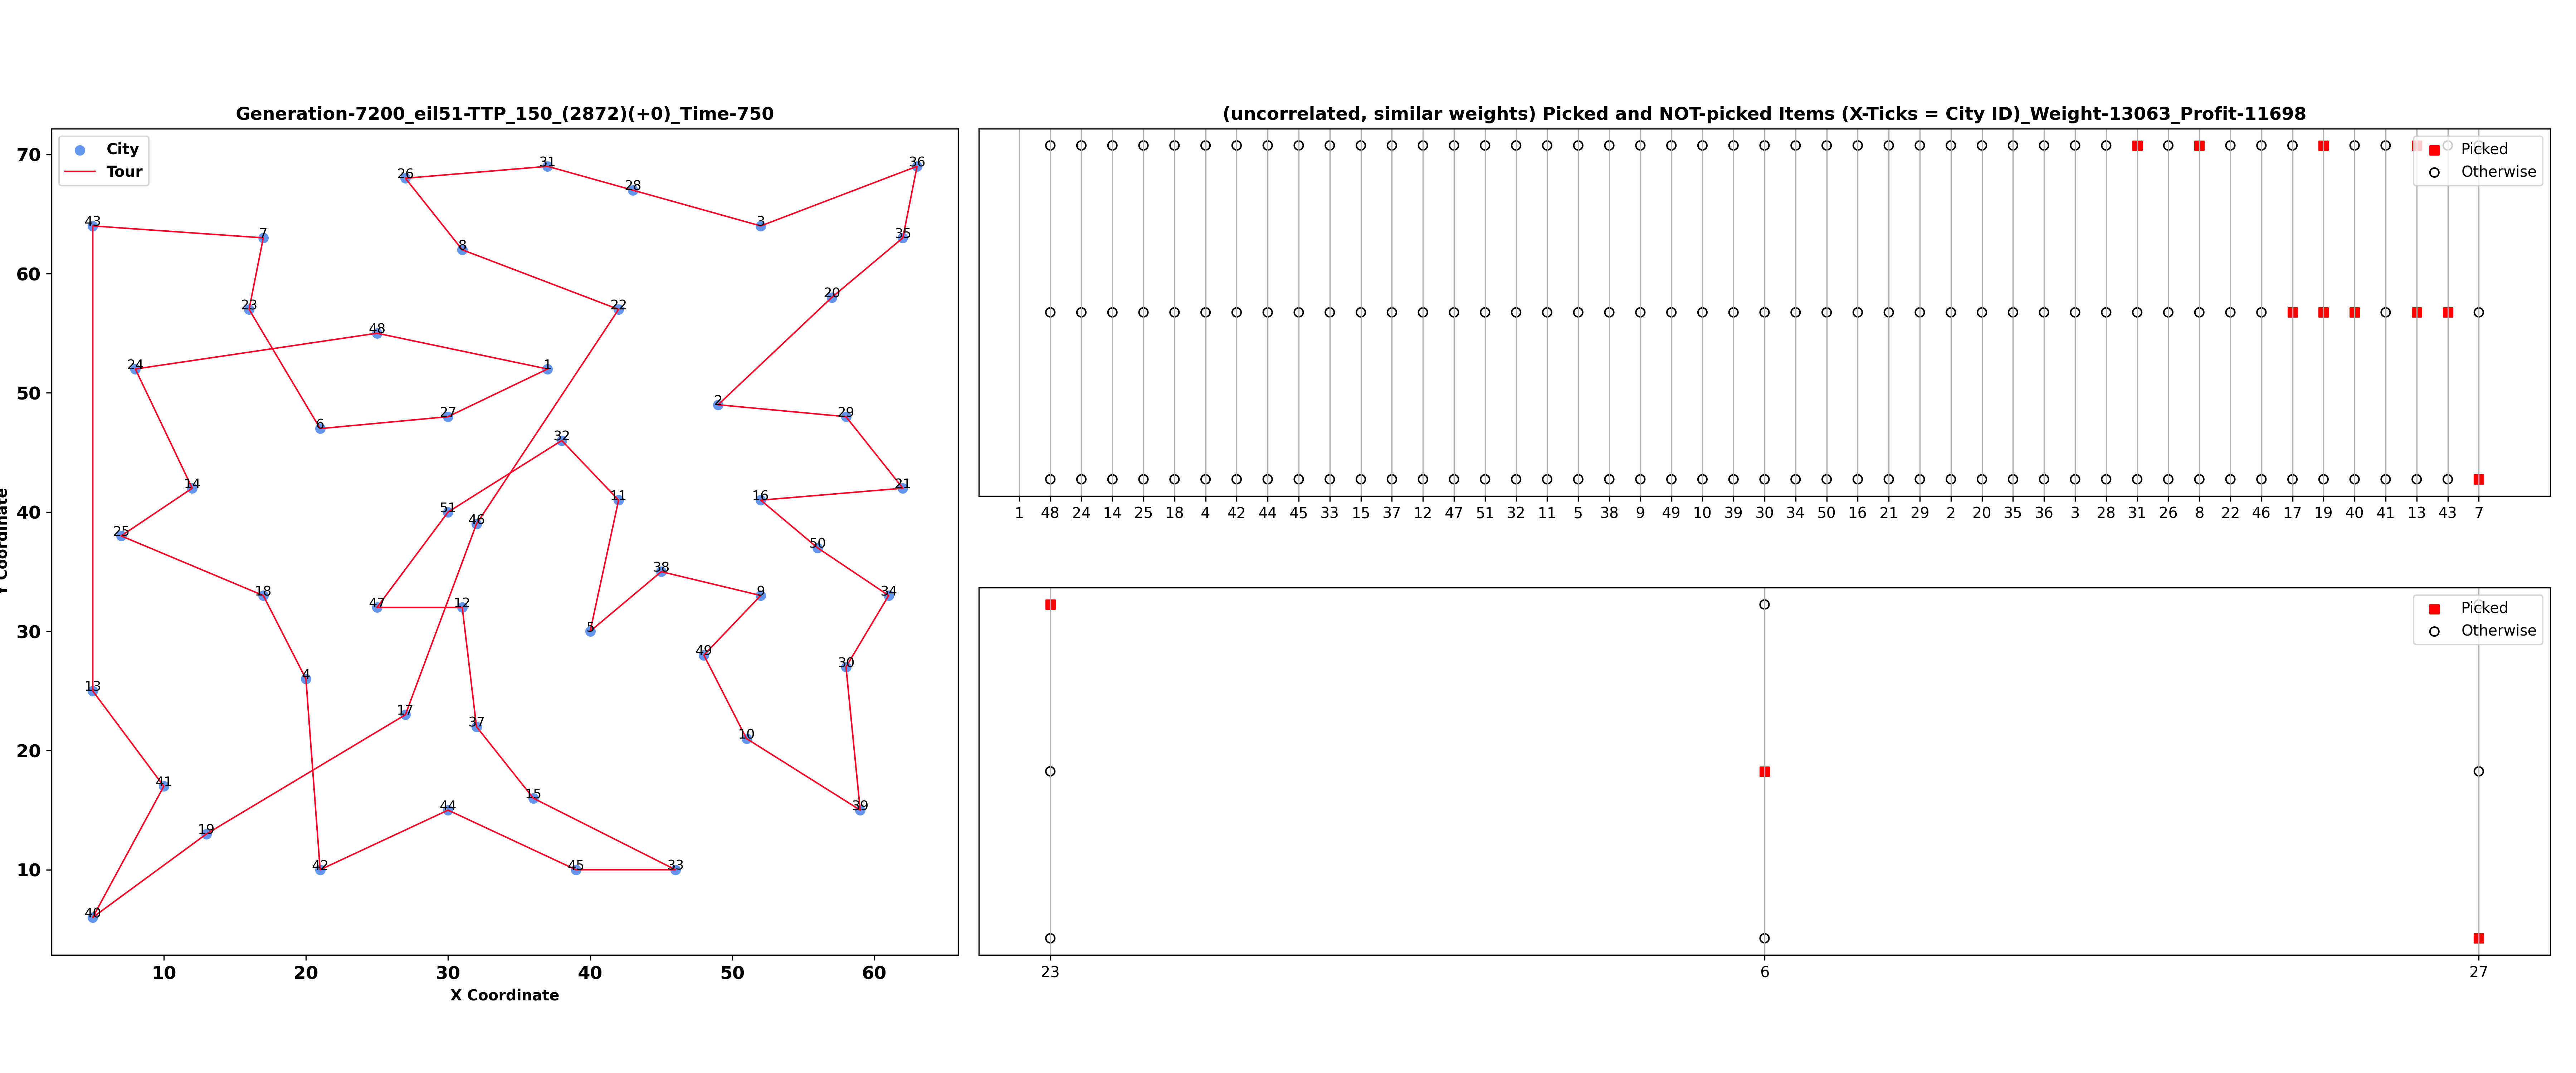 Generation-7200_eil51-TTP_150_(2872)(+0)_Time-750
City
Tour
70
60
50
40
30
20
10
10 20 30 40 50 60
X Coordinate
Y Coordinate
26 31 28 36
43 7 8 3 35
23 48 22 20
24 1 2 29
6 27 32
14 51 46 11 16 21
25 50
18 47 12 5 38 9 34
4 49 30
13 17 37 10
41 15 39
19 44
42 45 33
40
(uncorrelated, similar weights) Picked and NOT-picked Items (X-Ticks = City ID)_Weight-13063_Profit-11698
Picked
Otherwise
1 48 24 14 25 18 4 42 44 45 33 15 37 12 47 51 32 11 5 38 9 49 10 39 30 34 50 16 21 29 2 20 35 36 3 28 31 26 8 22 46 17 19 40 41 13 43 7
Picked
Otherwise
23 6 27